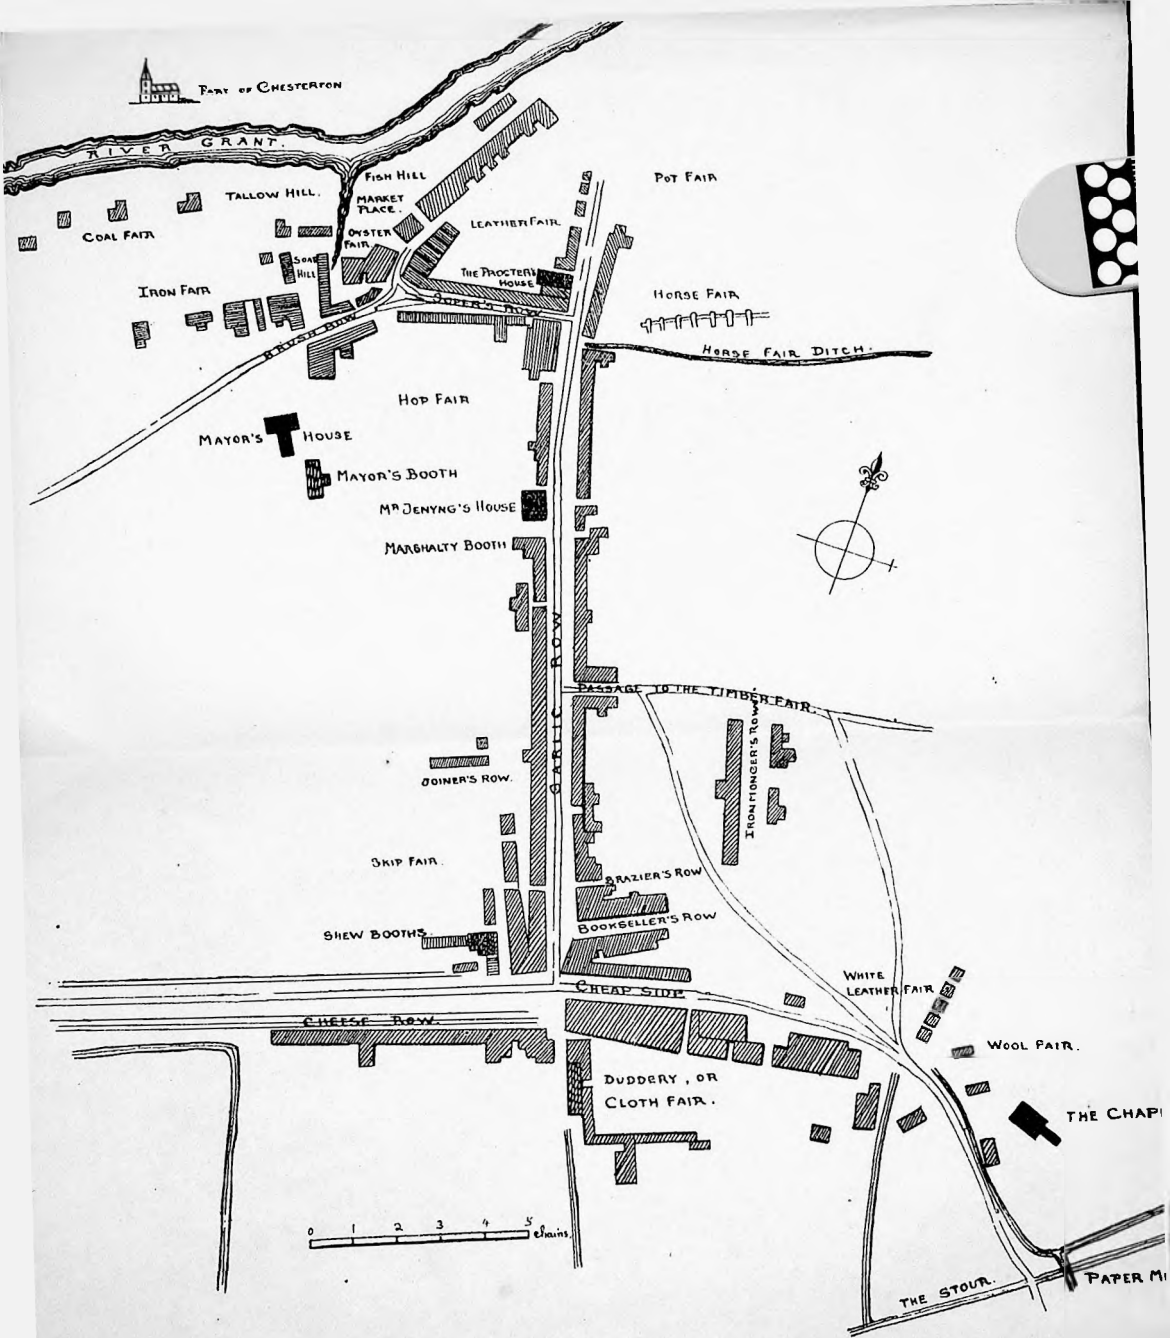 PART OF CHESTERTON
RIVER GRANT.
FISH HILL
TALLOW HILL.
MARKET
PLACE.
POT FAIR
COAL FAIR
OYSTER
FAIR.
LEATHER FAIR.
SOAP
HILL
THE PROCTER'S
HOUSE
IRON FAIR
HORSE FAIR
SUPER'S ROW
BRUSH ROW
HORSE FAIR DITCH.
HOP FAIR
MAYOR'S HOUSE
MAYOR'S BOOTH
MR JENYNG'S HOUSE
MARSHALTY BOOTH
GARLIC ROW
PASSAGE TO THE TIMBER FAIR.
IRONMONGER'S ROW
JOINER'S ROW.
SKIP FAIR.
BRAZIER'S ROW
BOOKSELLER'S ROW
SHEW BOOTHS.
WHITE
LEATHER FAIR
CHEAP SIDE
CHEESE ROW.
WOOL FAIR.
DUDDERY, OR
CLOTH FAIR.
THE CHAP
0 1 2 3 4 5 chains.
THE STOUR.
PAPER MI